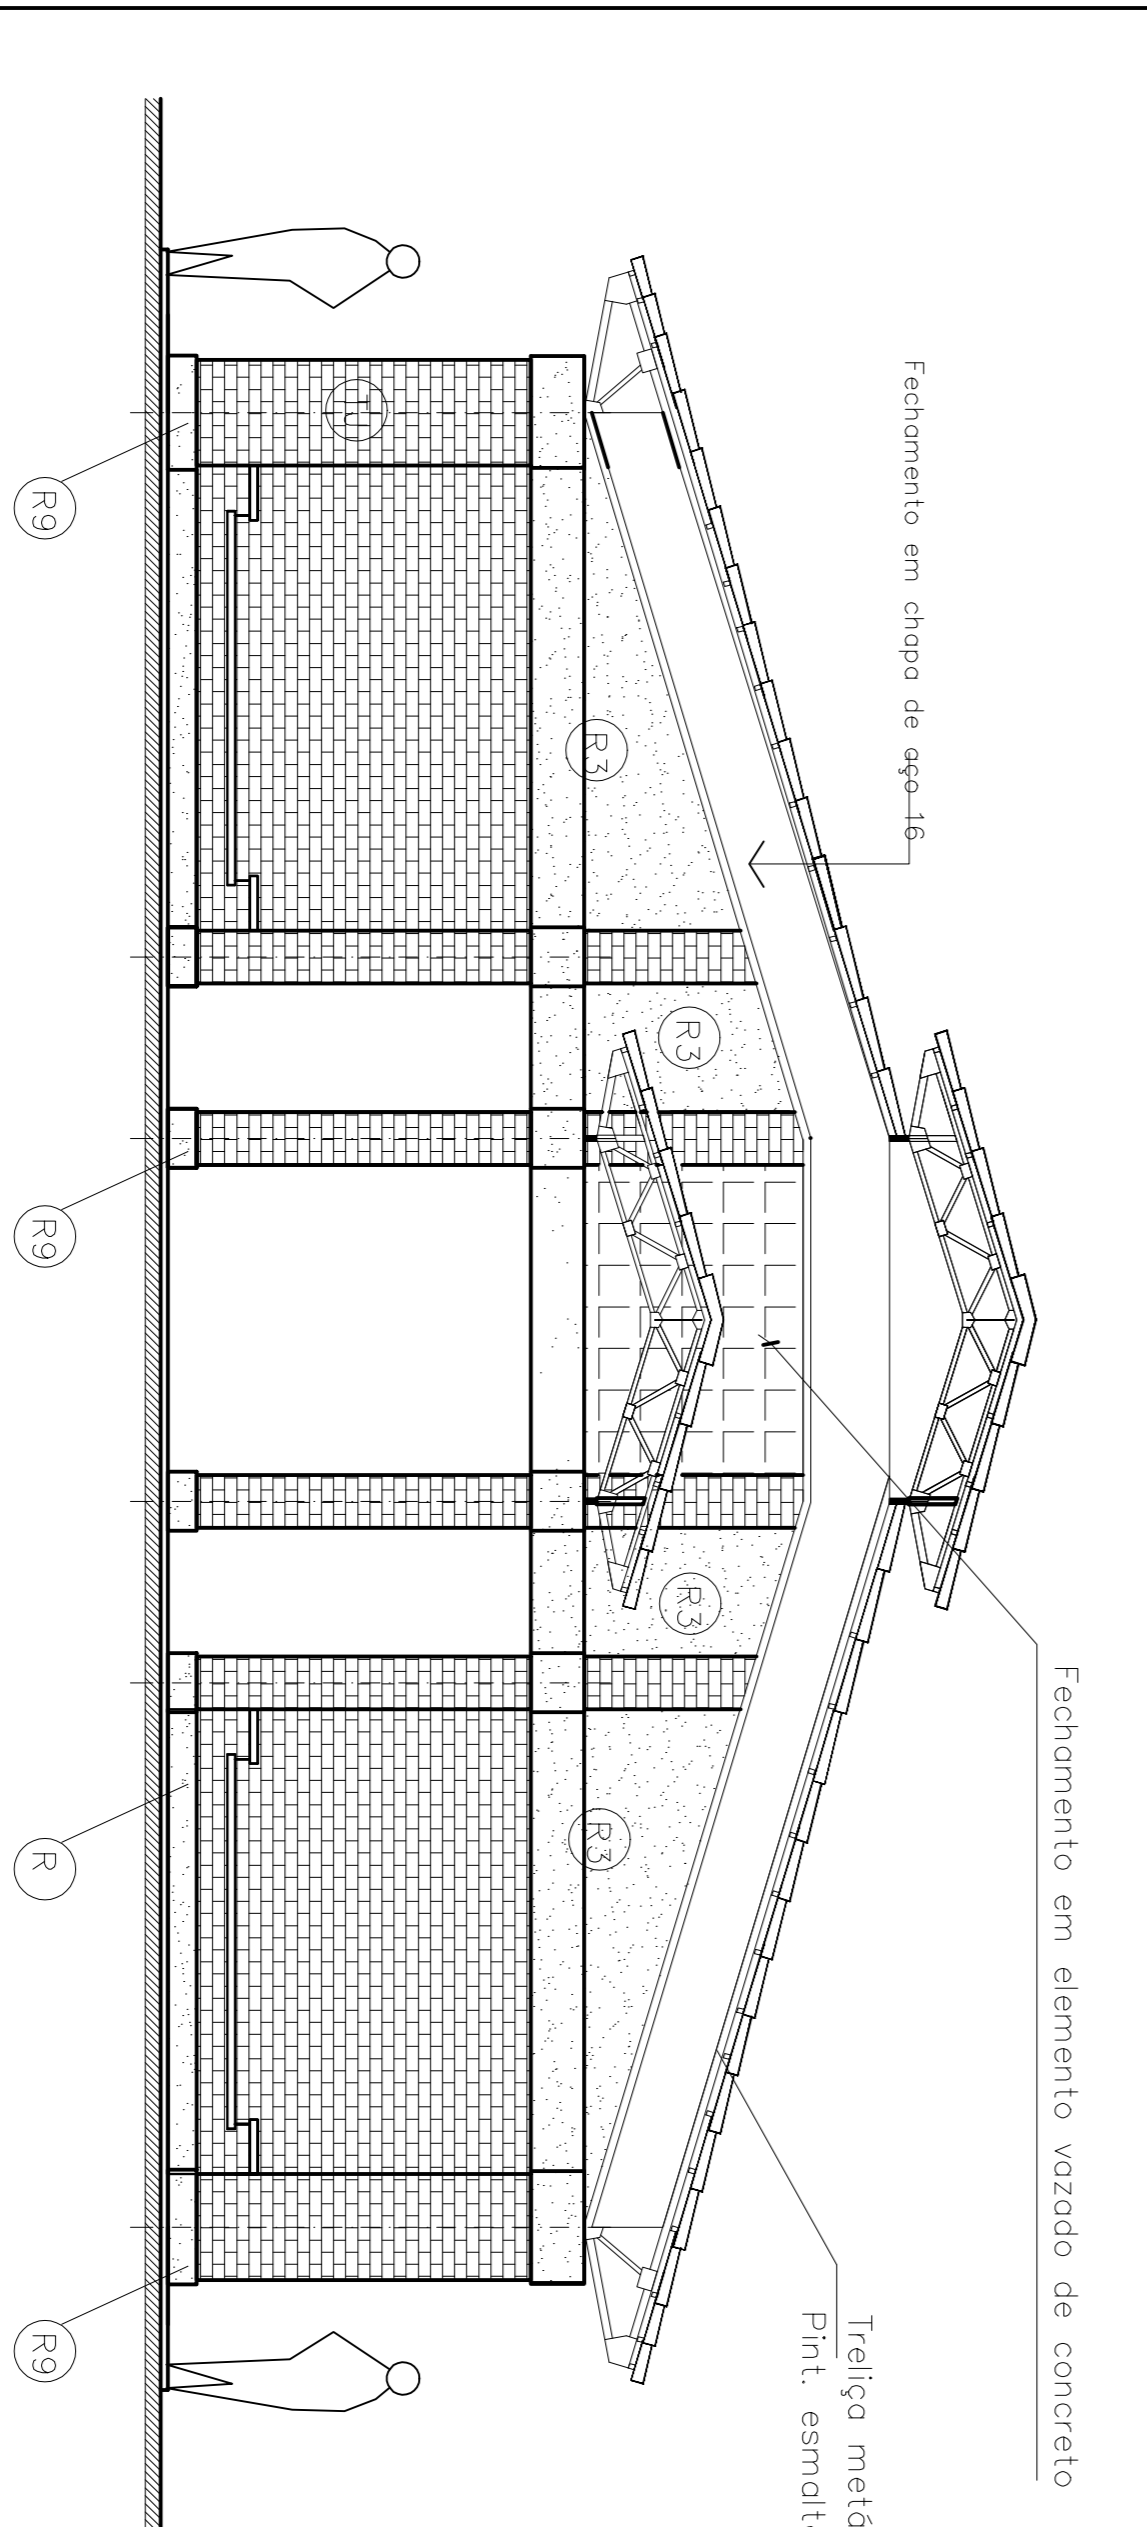 Fechamento em elemento vazado de concreto
Fechamento em chapa de aço 16
Treliça metá
Pint. esmalt
R3
R3
R3
R3
TIJ
R9
R9
R
R9